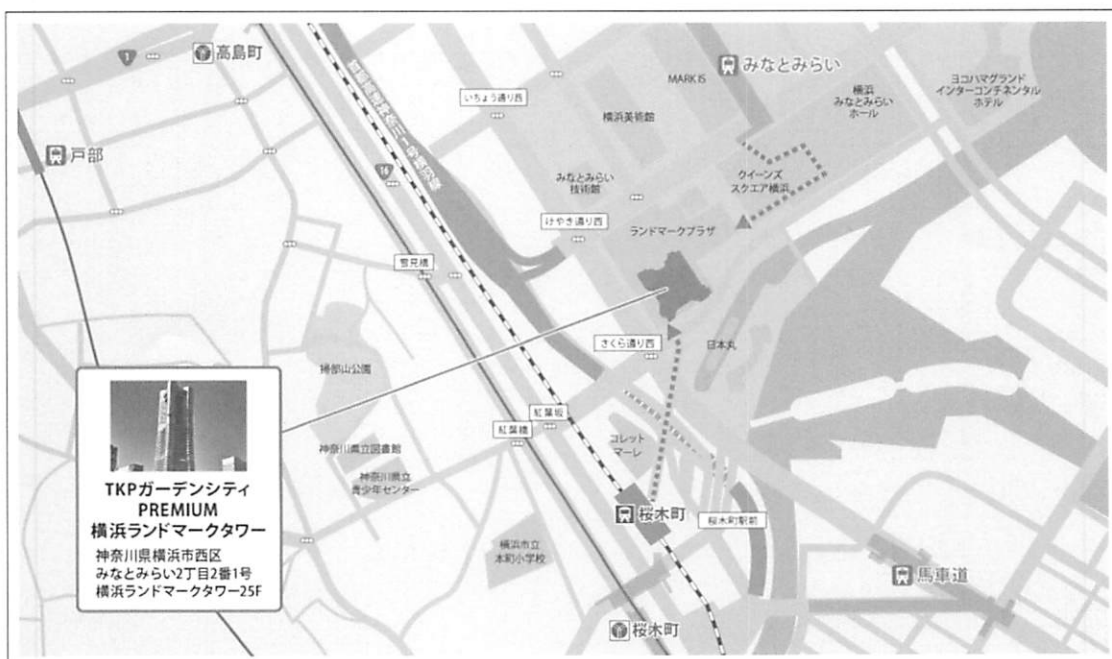 1
高島町
戸部
16
いちょう通り西
MARK IS
みなとみらい
横浜美術館
横浜
みなとみらい
ホール
ヨコハマグランド
インターコンチネンタル
ホテル
みなとみらい
技術館
クイーンズ
スクエア横浜
けやき通り西
ランドマークプラザ
雪見橋
さくら通り西
日本丸
掃部山公園
紅葉坂
紅葉橋
コレット
マーレ
神奈川県立図書館
神奈川県立
青少年センター
桜木町
桜木町駅前
横浜市立
本町小学校
馬車道
桜木町
TKPガーデンシティ
PREMIUM
横浜ランドマークタワー
神奈川県横浜市西区
みなとみらい2丁目2番1号
横浜ランドマークタワー25F